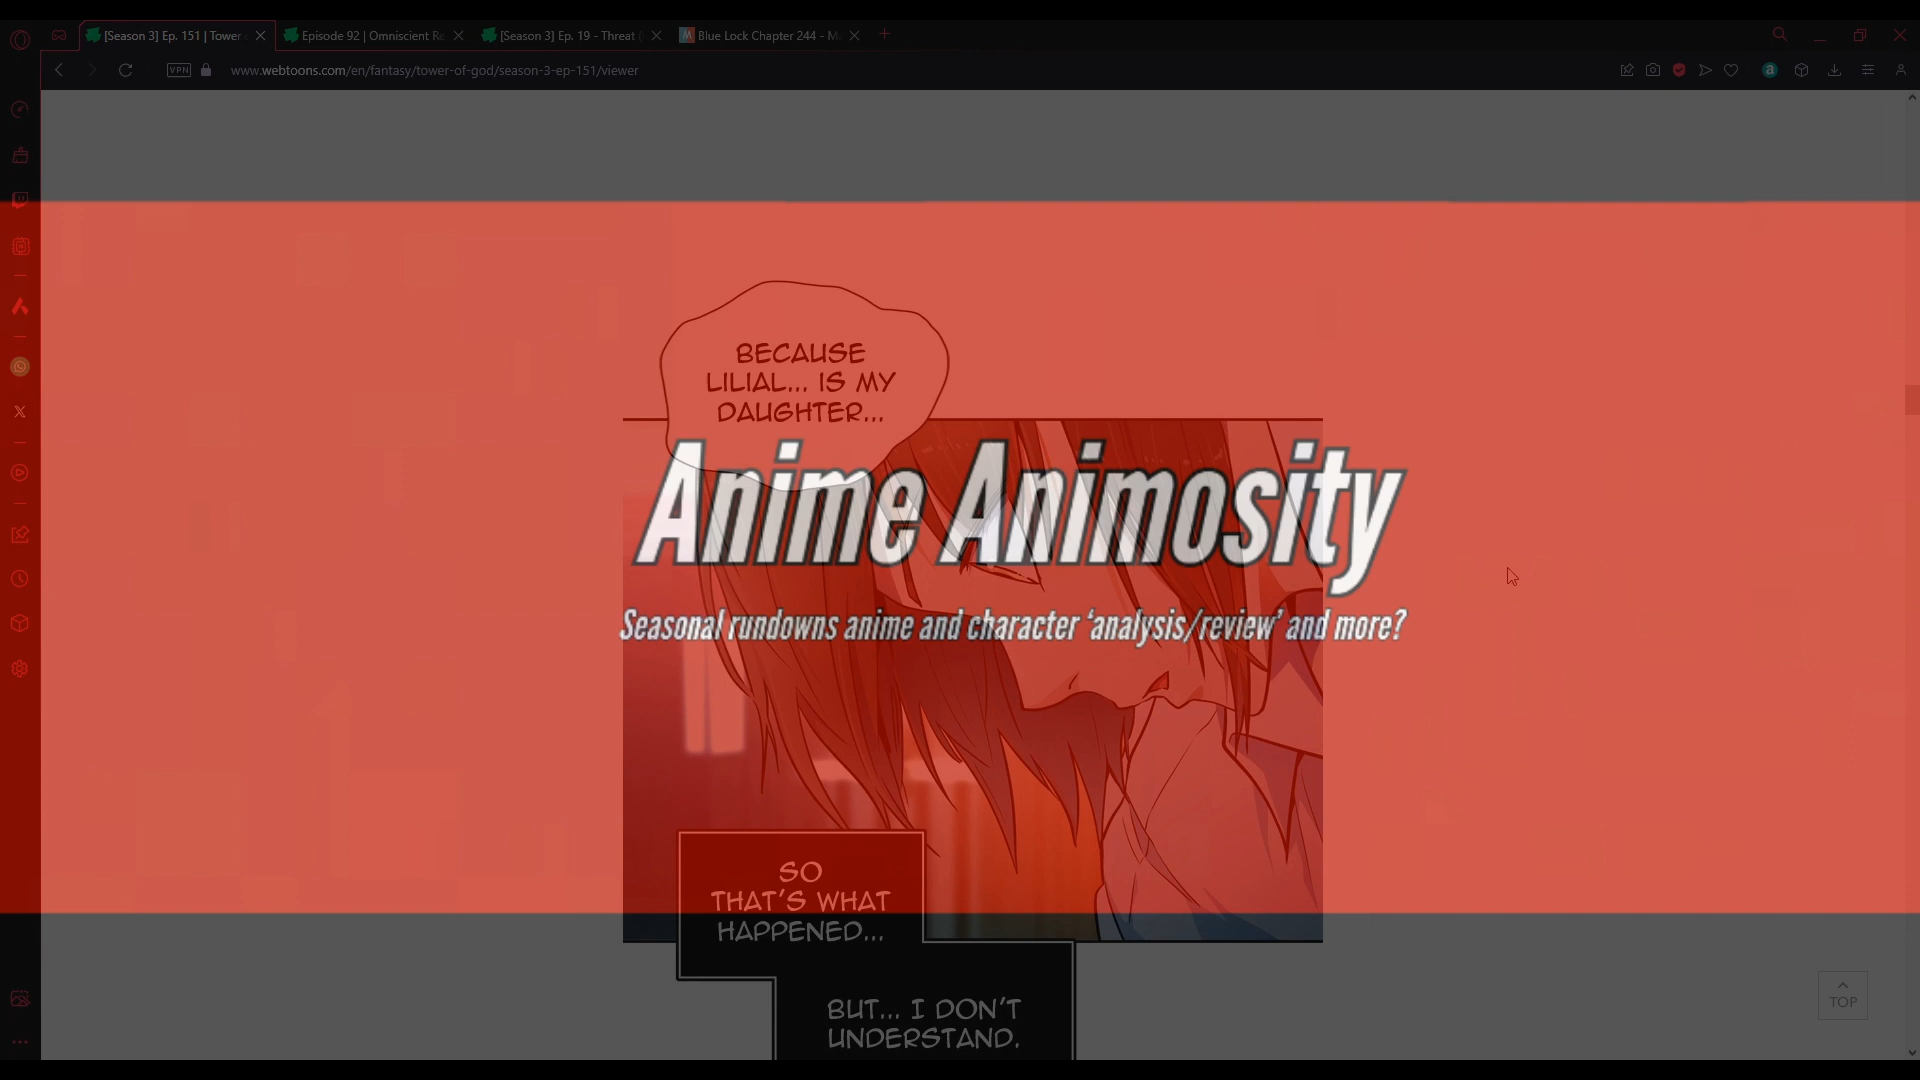 [Season 3] Ep. 151 | Tower
Episode 92 | Omniscient Re
[Season 3] Ep. 19 - Threat (
Blue Lock Chapter 244 - M
VPN
www.webtoons.com/en/fantasy/tower-of-god/season-3-ep-151/viewer
BECAUSE
LILIAL... IS MY
DAUGHTER...
Anime Animosity
Seasonal rundowns anime and character ‘analysis/review’ and more?
SO
THAT'S WHAT
HAPPENED...
BUT... I DON'T
UNDERSTAND.
TOP